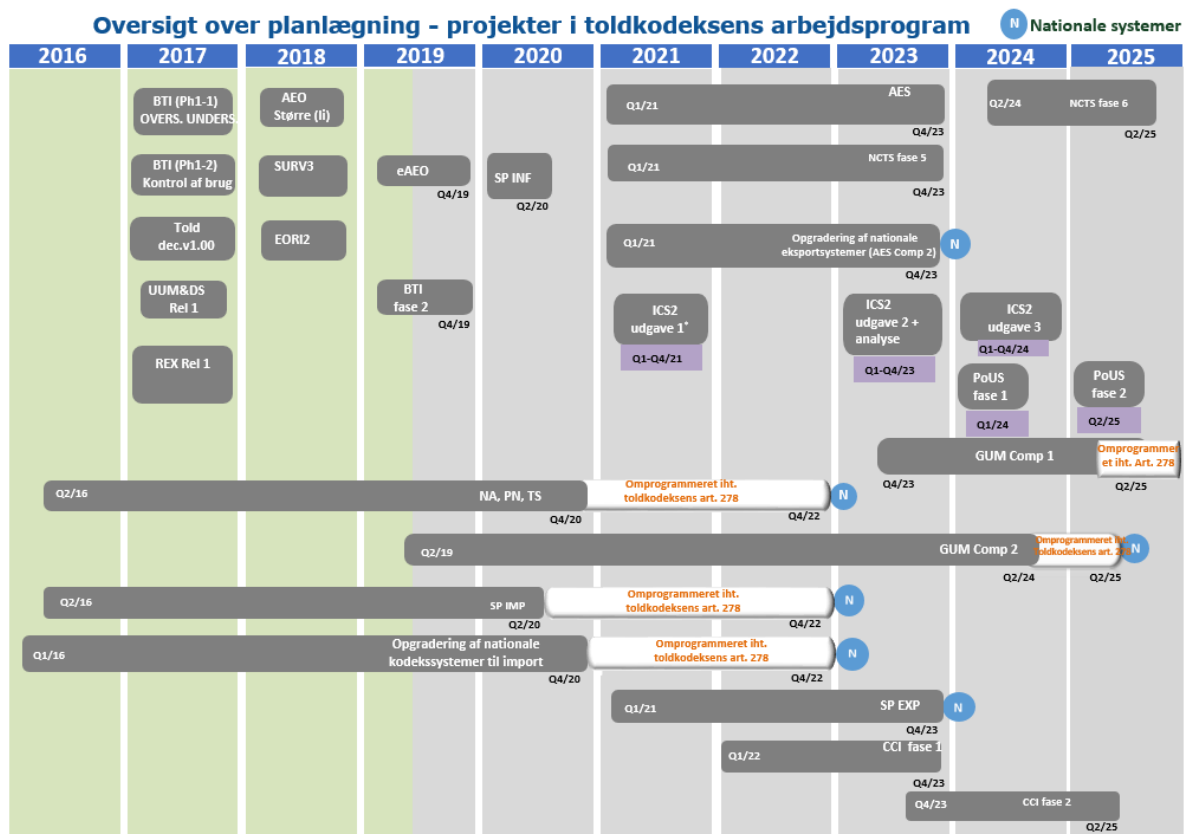 Oversigt over planlægning - projekter i toldkodeksens arbejdsprogram
N Nationale systemer
2016 2017 2018 2019 2020 2021 2022 2023 2024 2025
BTI (Ph1-1)
OVERS. UNDERS.
AEO
Større (Ii)
Q1/21 AES
Q4/23
Q2/24 NCTS fase 6
Q2/25
BTI (Ph1-2)
Kontrol af brug
SURV3
eAEO
Q4/19
SP INF
Q2/20
Q1/21 NCTS fase 5
Q4/23
Told
dec.v1.00
EORI2
Q1/21 Opgradering af nationale
eksportsystemer (AES Comp 2)
N
Q4/23
UUM&DS
Rel 1
BTI
fase 2
Q4/19
ICS2
udgave 1*
Q1-Q4/21
ICS2
udgave 2 +
analyse
Q1-Q4/23
ICS2
udgave 3
Q1-Q4/24
REX Rel 1
PoUS
fase 1
Q1/24
PoUS
fase 2
Q2/25
GUM Comp 1
Q4/23
Omprogrammer
et iht. Art. 278
Q2/25
Q2/16 NA, PN, TS
Q4/20
Omprogrammeret iht.
toldkodeksens art. 278
Q4/22
N
Q2/19 GUM Comp 2
Q2/24
Omprogrammeret iht.
toldkodeksens art.
Q2/25
N
Q2/16 SP IMP
Q2/20
Omprogrammeret iht.
toldkodeksens art. 278
Q4/22
N
Q1/16 Opgradering af nationale
kodekssystemer til import
Q4/20
Omprogrammeret iht.
toldkodeksens art. 278
Q4/22
N
Q1/21 SP EXP
Q4/23
N
Q1/22 CCI fase 1
Q4/23
Q4/23 CCI fase 2
Q2/25